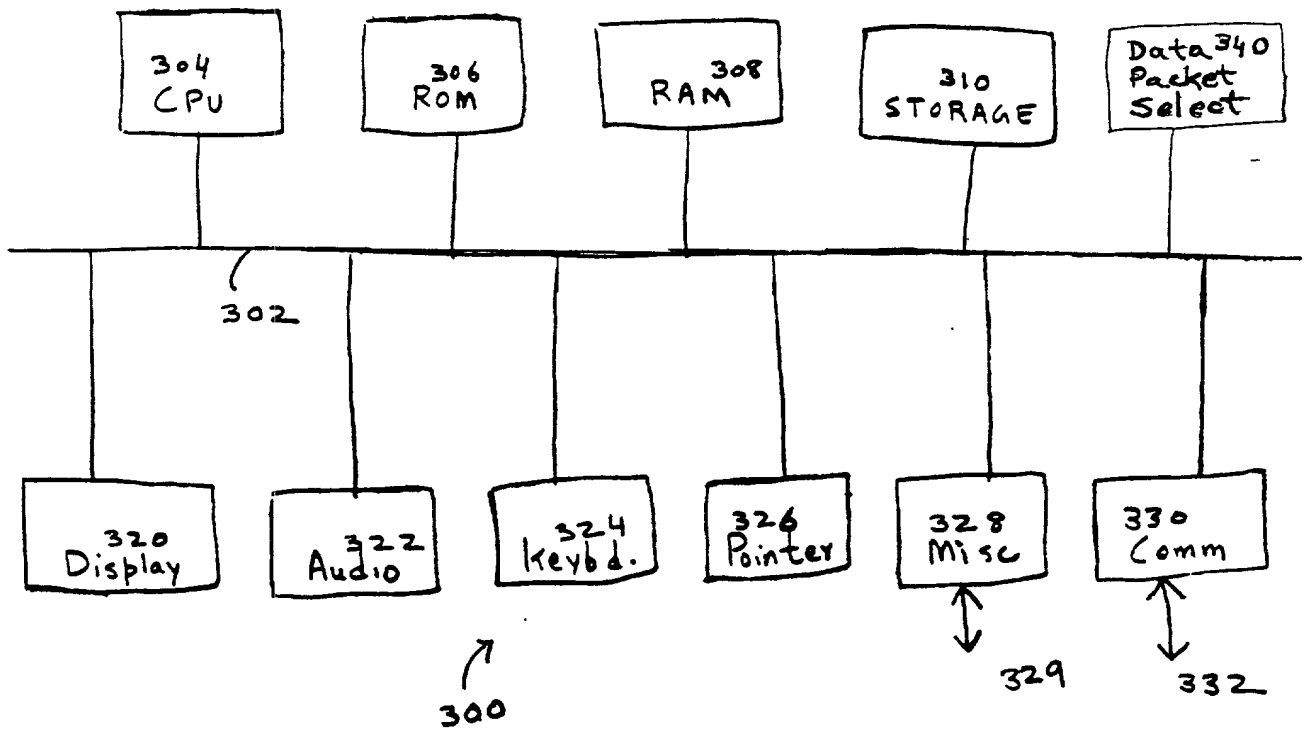 304
CPU
306
ROM
308
RAM
310
STORAGE
Data 340
Packet
Select
302
320
Display
322
Audio
324
Keybd.
326
Pointer
328
Misc
330
Comm
329
332
300